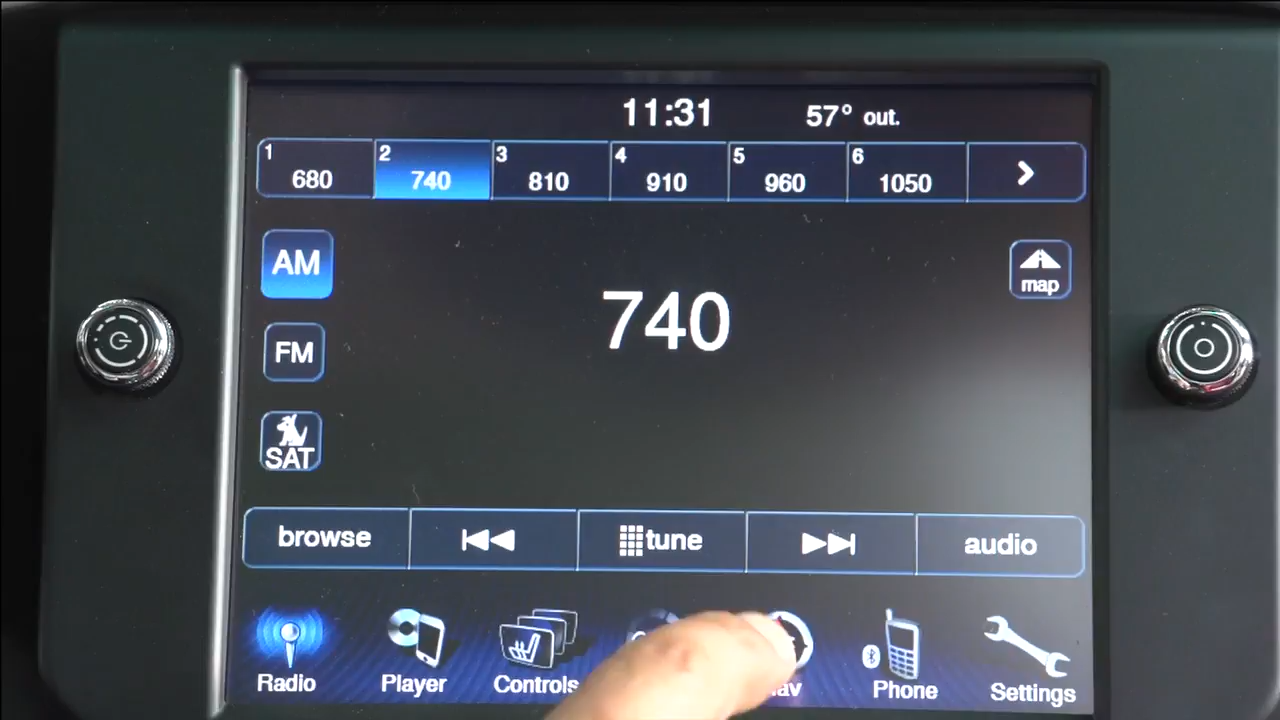 11:31 57° out.
1 680 2 740 3 810 4 910 5 960 6 1050
AM
map
740
FM
SAT
browse tune audio
Radio Player Controls Phone Settings